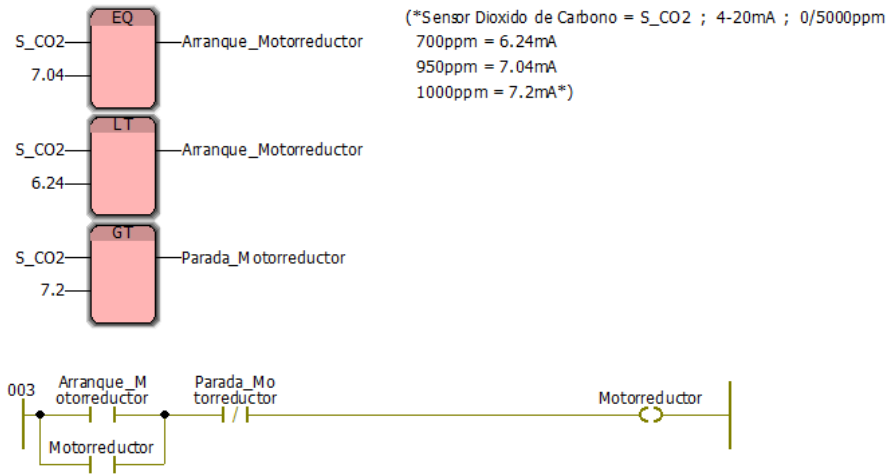 EQ
S_CO2
Arranque_Motorreductor
7.04
(*Sensor Dioxido de Carbono = S_CO2 ; 4-20mA ; 0/5000ppm
700ppm = 6.24mA
950ppm = 7.04mA
1000ppm = 7.2mA*)
LT
S_CO2
Arranque_Motorreductor
6.24
GT
S_CO2
Parada_Motorreductor
7.2
003
Arranque_M
otorreductor
Parada_Mo
torreductor
Motorreductor
Motorreductor